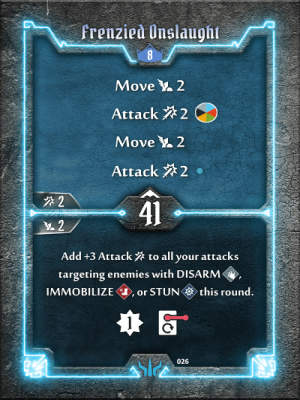 Frenzied Onslaught
8
Move 2
Attack 2
Move 2
Attack 2
2
41
2
Add +3 Attack to all your attacks
targeting enemies with DISARM ,
IMMOBILIZE , or STUN this round.
1
026